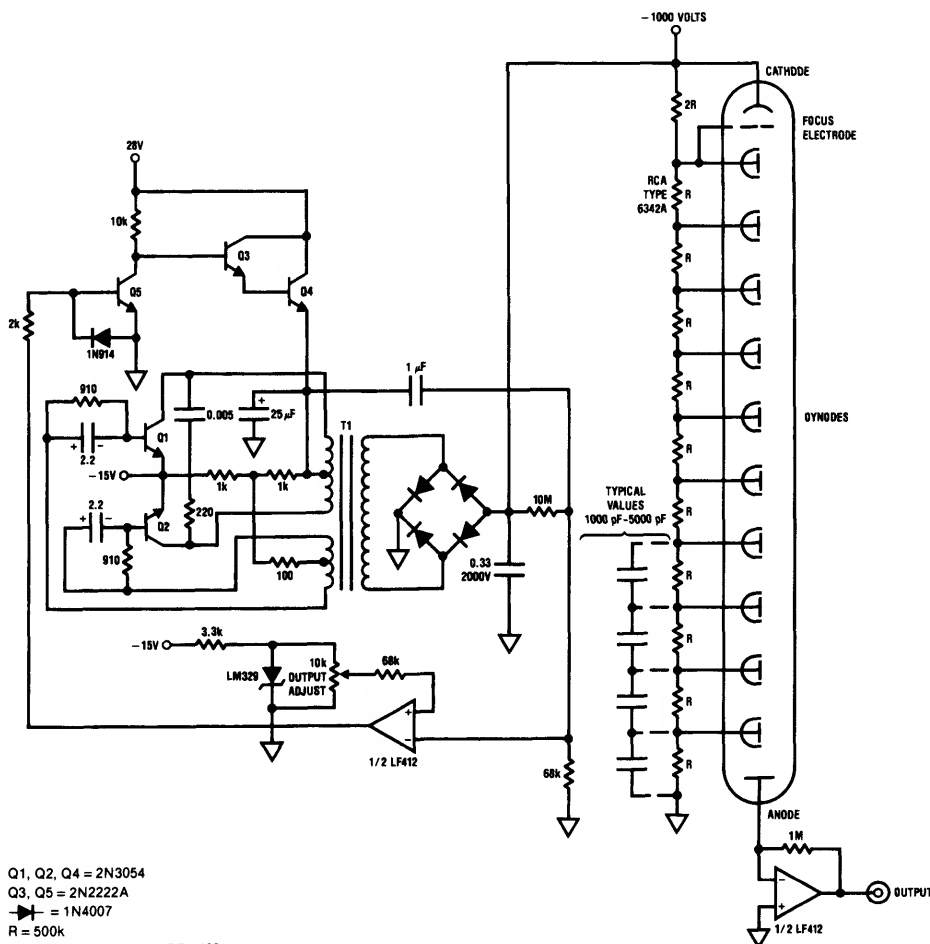 −1000 VOLTS
CATHODE
2R
FOCUS
ELECTRODE
28V
RCA
TYPE
6342A
R
10k
Q3
R
Q5
Q4
R
2k
1N914
R
1 µF
910
R
0.005
+
25 µF
T1
DYNODES
Q1
+ −
2.2
R
−15V
1k
1k
TYPICAL
VALUES
1000 pF-5000 pF
2.2
+ −
Q2
220
R
10M
910
100
0.33
2000V
R
3.3k
−15V
R
LM329
10k
OUTPUT
ADJUST
68k
R
+
−
1/2 LF412
68k
R
ANODE
1M
Q1, Q2, Q4 = 2N3054
Q3, Q5 = 2N2222A
= 1N4007
R = 500k
−
+
OUTPUT
1/2 LF412